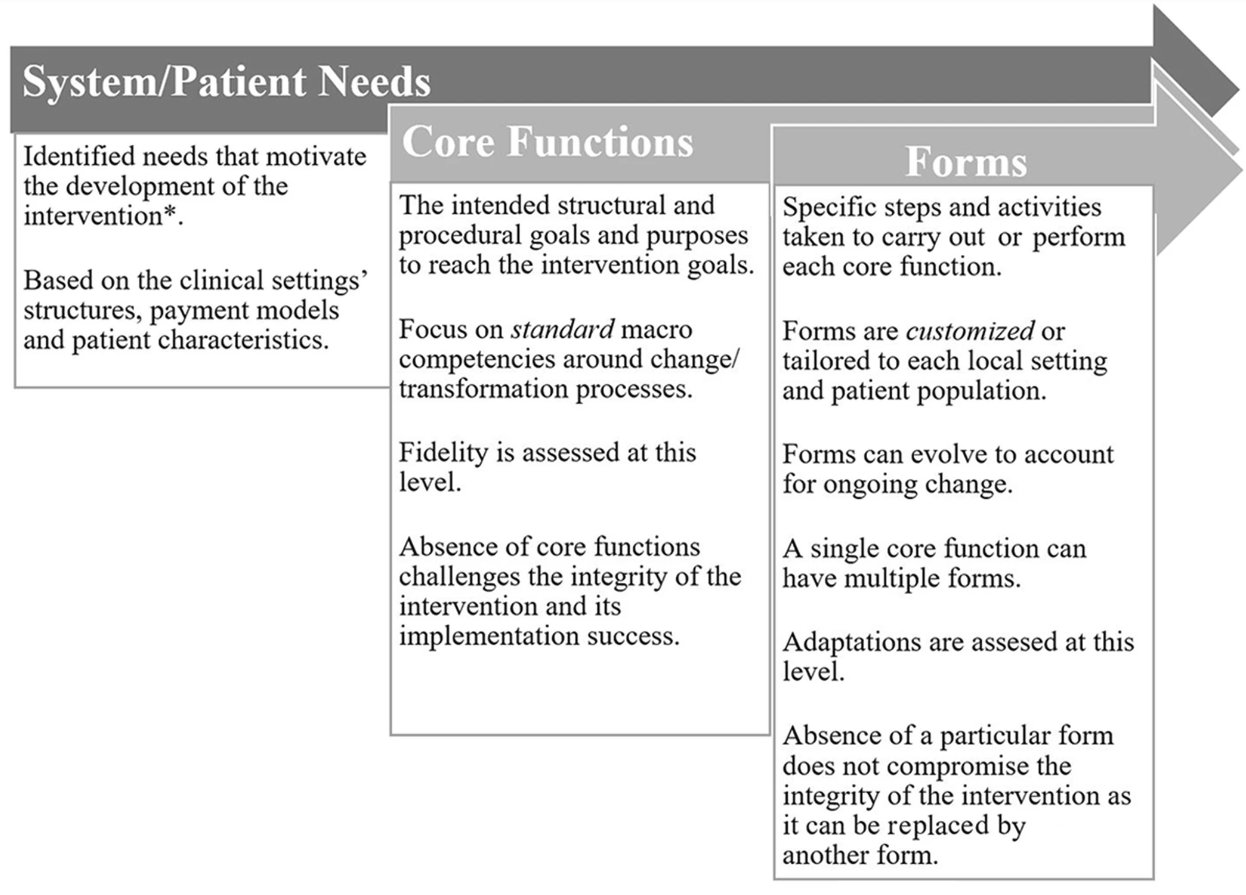 System/Patient Needs
Identified needs that motivate
the development of the
intervention*.
Based on the clinical settings’
structures, payment models
and patient characteristics.
Core Functions
The intended structural and
procedural goals and purposes
to reach the intervention goals.
Focus on standard macro
competencies around change/
transformation processes.
Fidelity is assessed at this
level.
Absence of core functions
challenges the integrity of the
intervention and its
implementation success.
Forms
Specific steps and activities
taken to carry out or perform
each core function.
Forms are customized or
tailored to each local setting
and patient population.
Forms can evolve to account
for ongoing change.
A single core function can
have multiple forms.
Adaptations are assesed at this
level.
Absence of a particular form
does not compromise the
integrity of the intervention as
it can be replaced by
another form.